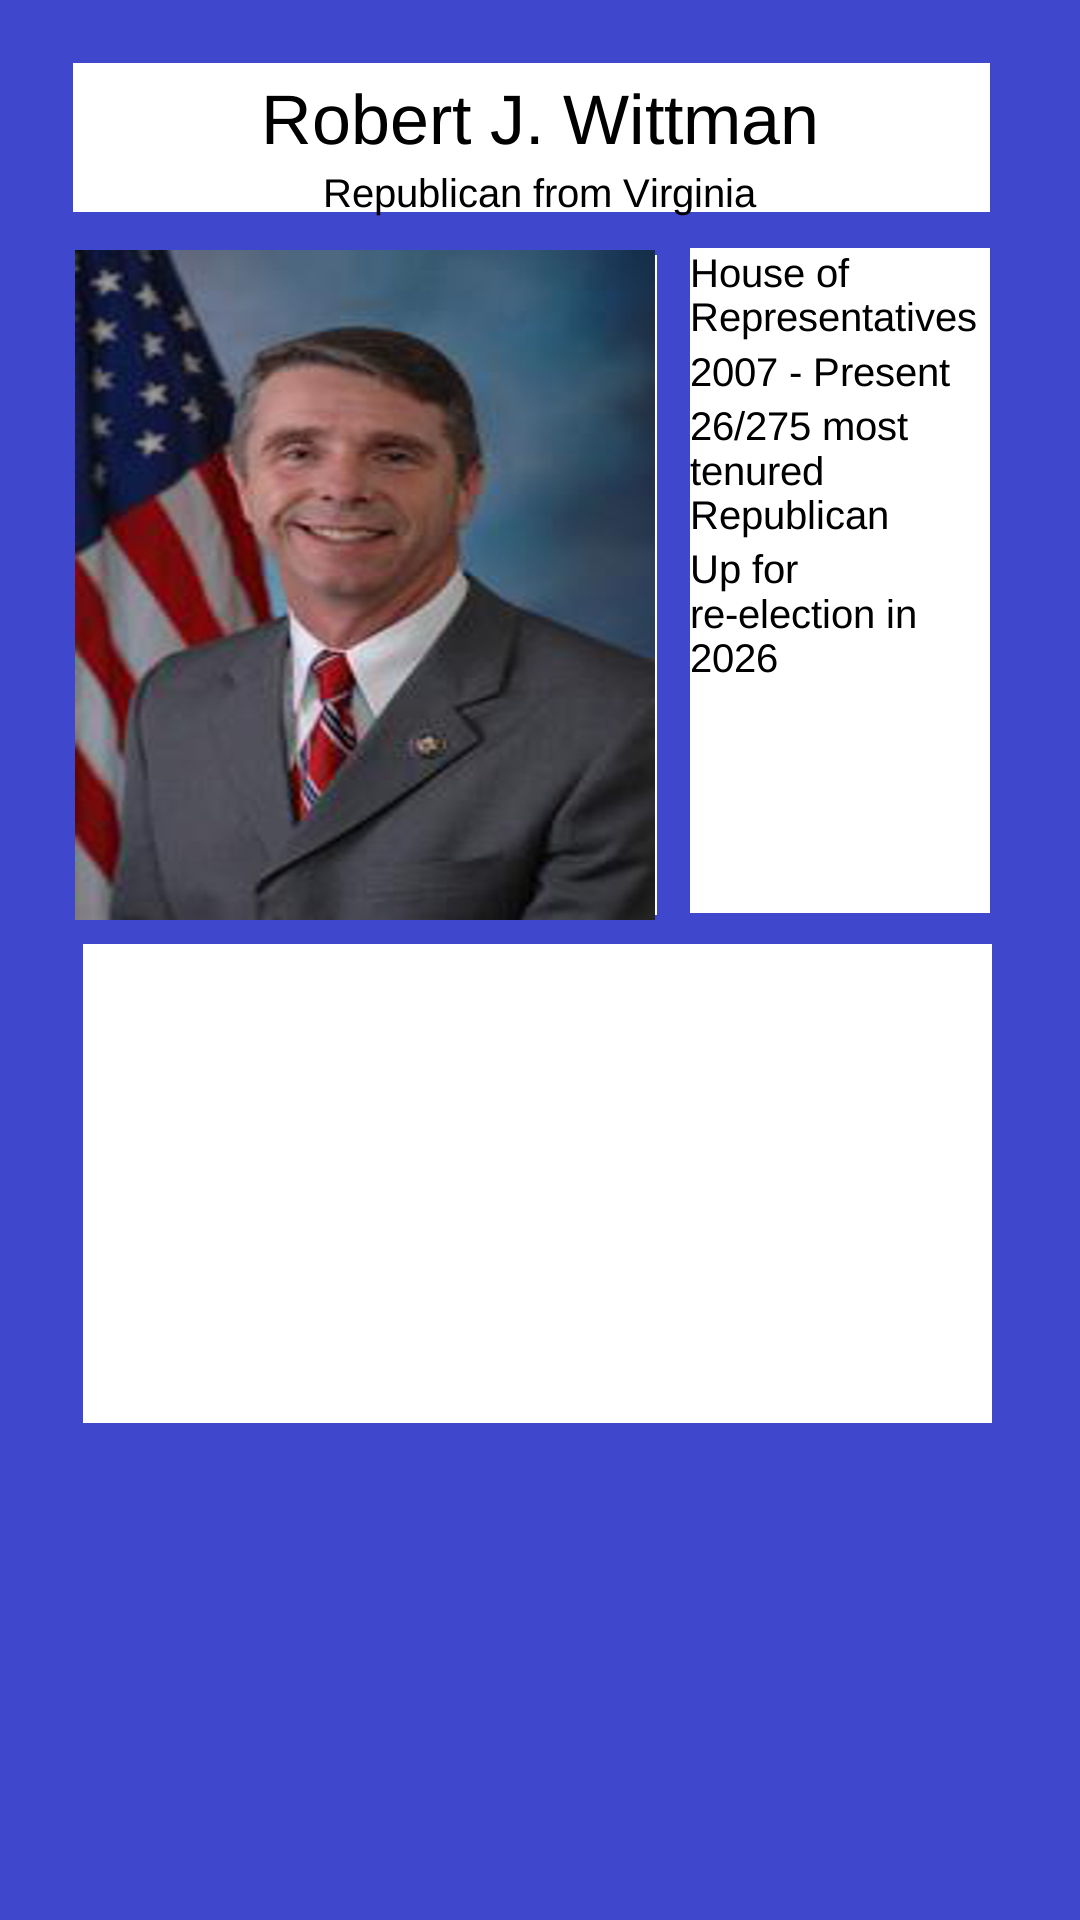 Robert J. Wittman
Republican from Virginia
House of
Representatives
2007 - Present
26/275 most
tenured
Republican
Up for
re-election in
2026